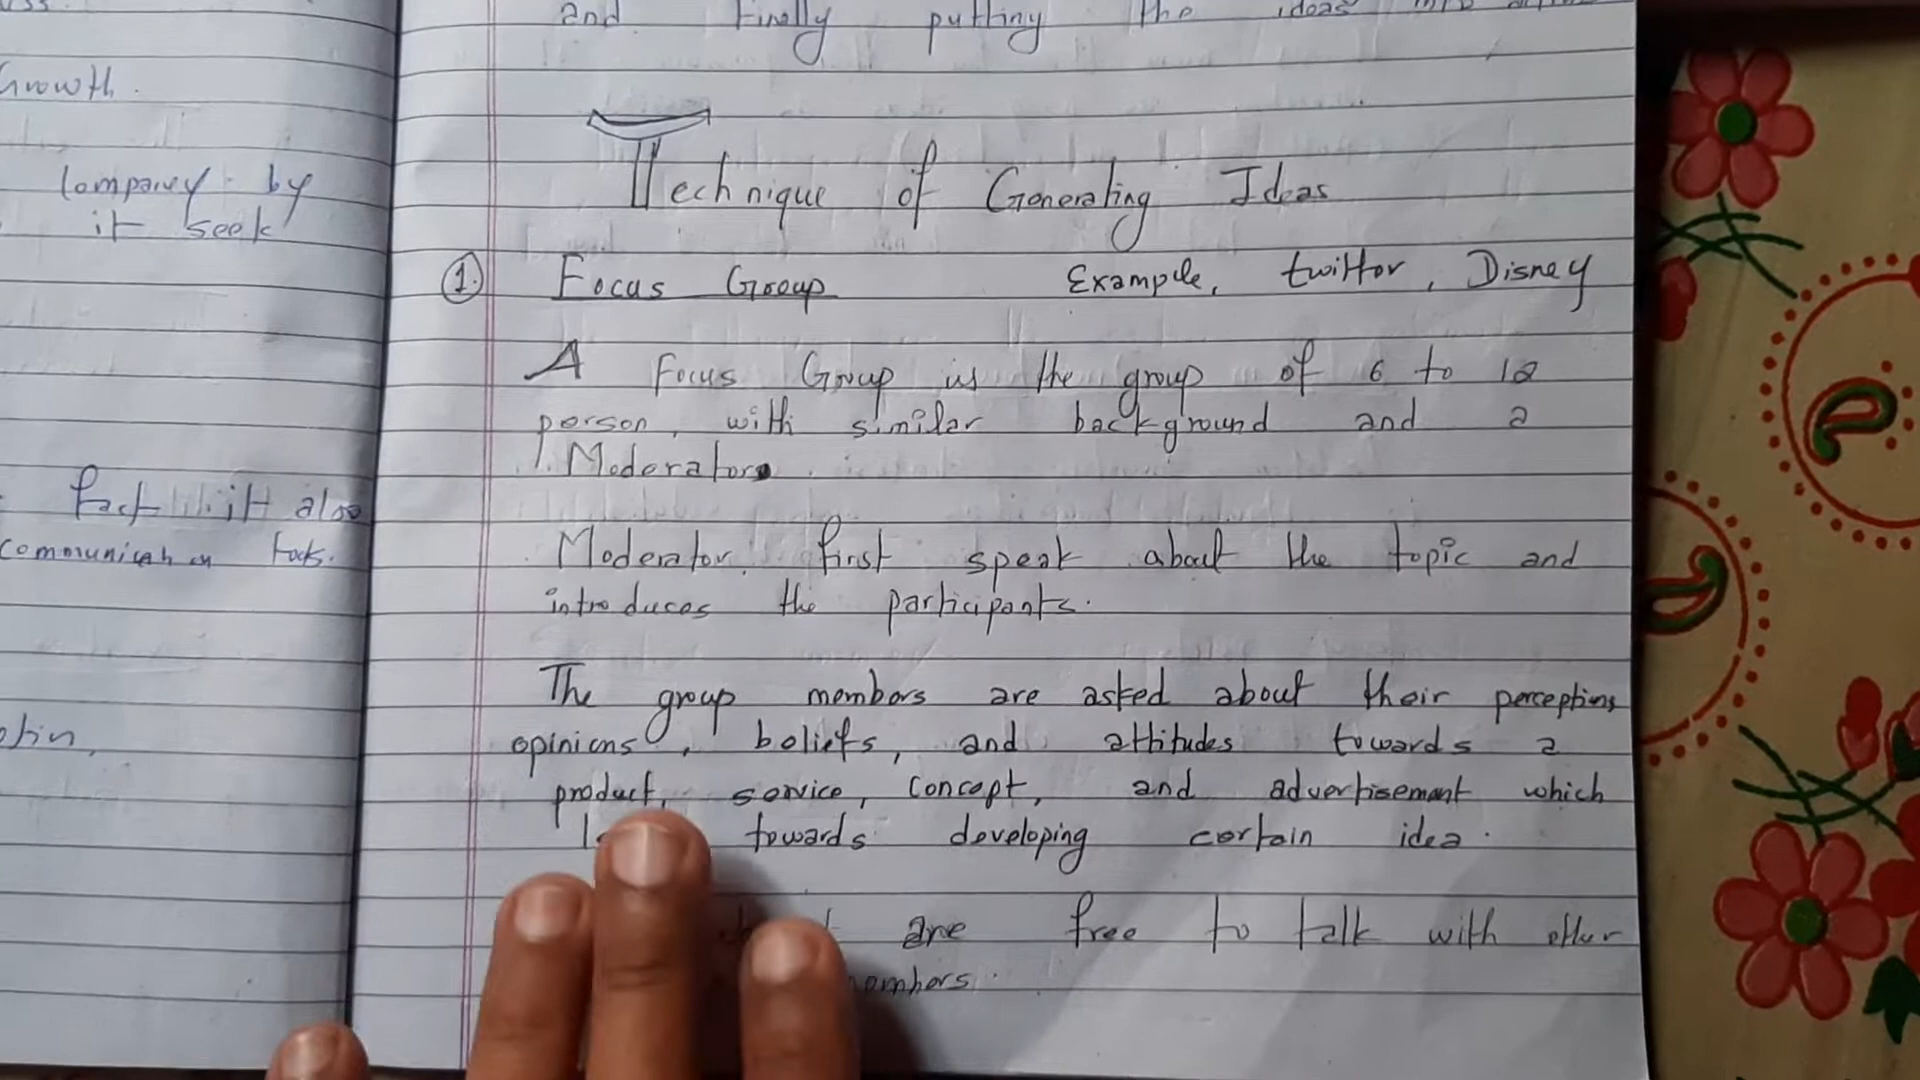 Growth.
Company by
it seek
Fact it also
communication
and Finally putting the ideas into
Technique of Generating Ideas
1. Focus Group Example, twitter, Disney
A Focus Group is the group of 6 to 12
person, with similar background and a
Moderator.
Moderator first speak about the topic and
introduces the participants.
The group members are asked about their perceptions
opinions, beliefs, and attitudes towards a
product, service, concept, and advertisement which
towards developing certain idea.
are free to talk with other